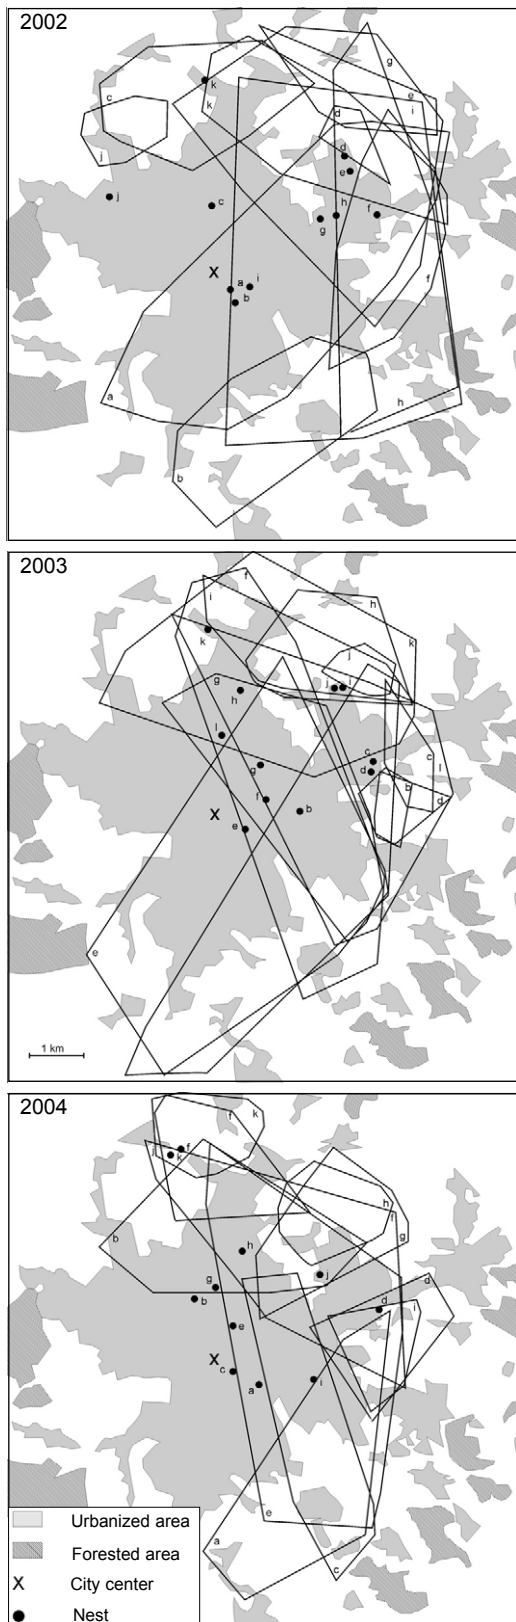 2002
g
k
e
c
k
i
d
j
d
e
j
c
h
f
g
X
a
i
f
b
a
h
b
2003
f
i
h
k
k
j
g
j
i
h
l
c
c
g
l
d
b
f
d
X
b
e
e
1 km
2004
f
k
j
f
k
h
f
b
h
g
j
d
g
b
d
i
e
X
c
a
i
e
a
c
Urbanized area
Forested area
X City center
Nest